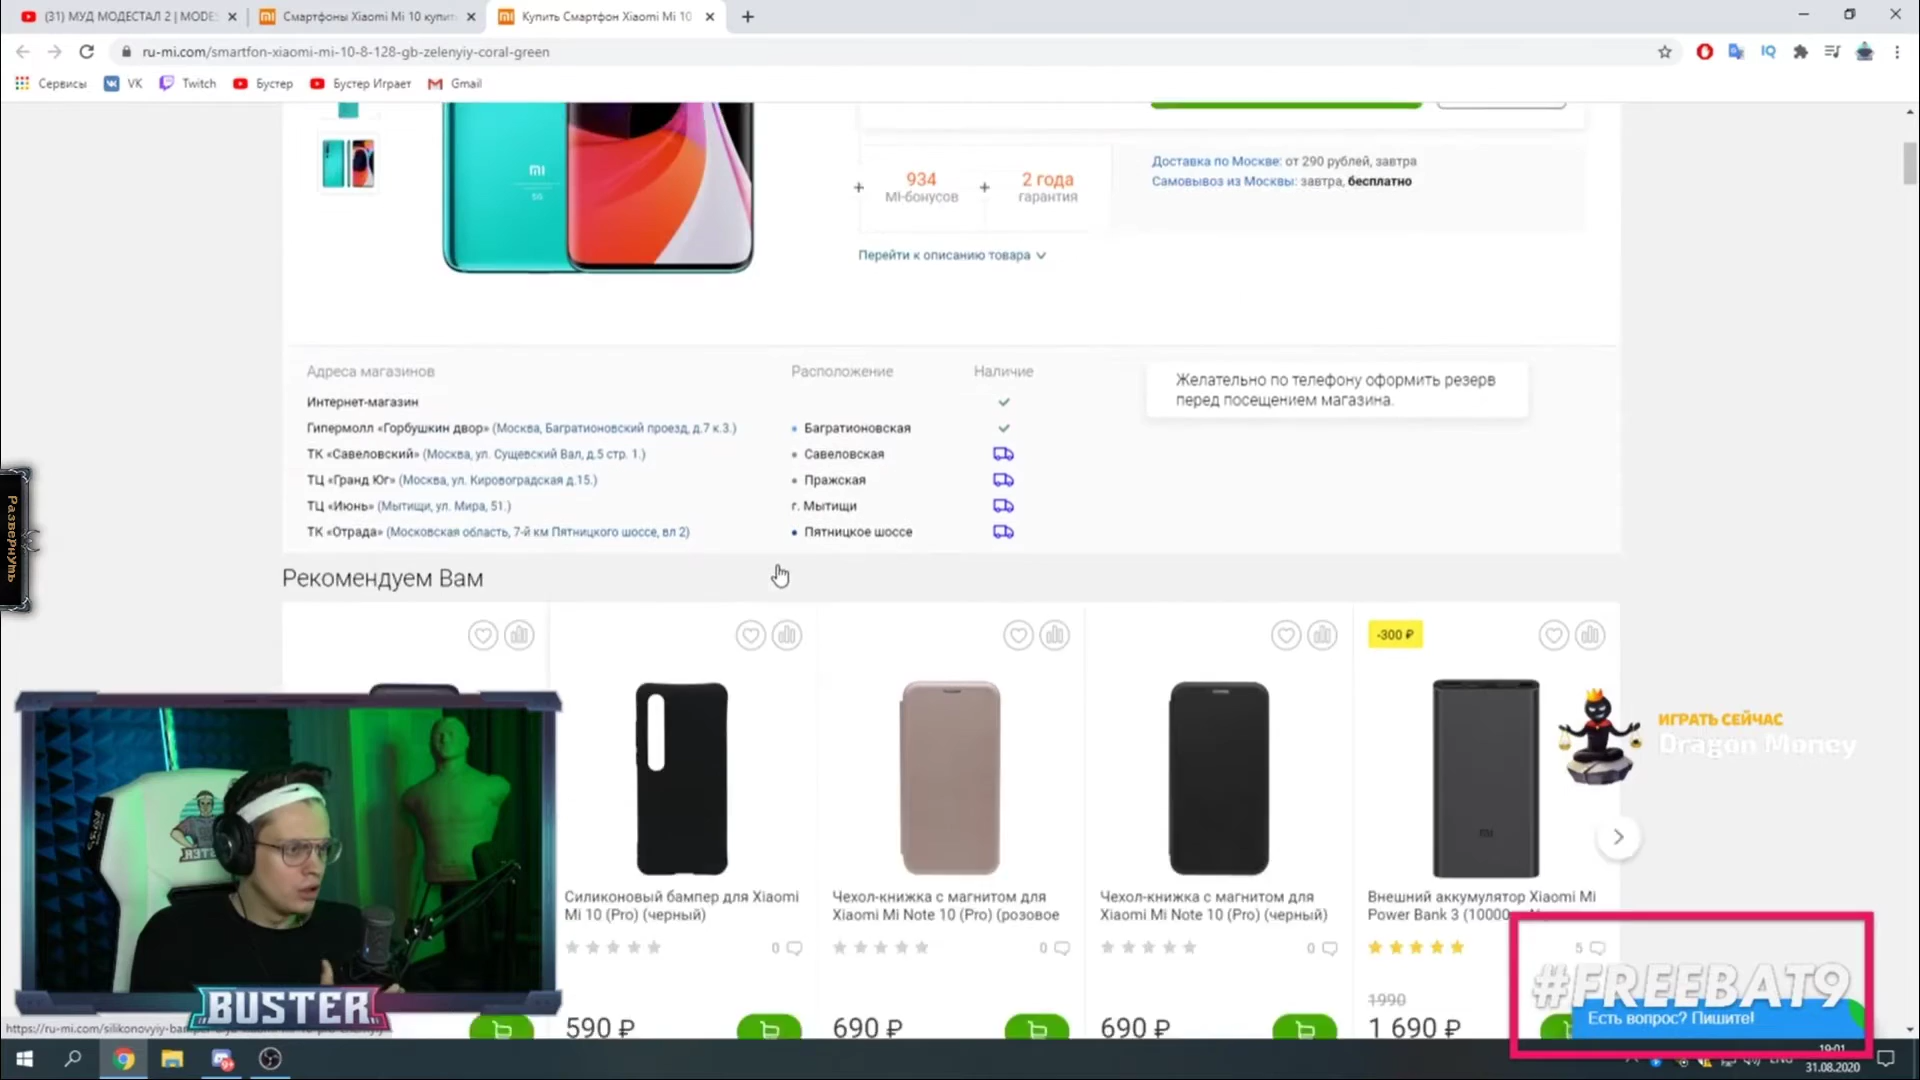 (31) МУД МОДЕСТАЛ 2 | MODE
Смартфоны Xiaomi Mi 10 купит
Купить Смартфон Xiaomi Mi 10
ru-mi.com/smartfon-xiaomi-mi-10-8-128-gb-zelenyiy-coral-green
Сервисы
VK
Twitch
Бустер
Бустер Играет
Gmail
934
MI-бонусов
2 года
гарантия
Доставка по Москве: от 290 рублей, завтра
Самовывоз из Москвы: завтра, бесплатно
Перейти к описанию товара
Адреса магазинов Расположение Наличие
Интернет-магазин
Гипермолл «Горбушкин двор» (Москва, Багратионовский проезд, д.7 к.3.) Багратионовская
ТК «Савеловский» (Москва, ул. Сущевский Вал, д.5 стр. 1.) Савеловская
ТЦ «Гранд Юг» (Москва, ул. Кировоградская д.15.) Пражская
ТЦ «Июнь» (Мытищи, ул. Мира, 51.) г. Мытищи
ТК «Отрада» (Московская область, 7-й км Пятницкого шоссе, вл 2) Пятницкое шоссе
Желательно по телефону оформить резерв
перед посещением магазина.
Развернуть
Рекомендуем Вам
-300 ₽
ИГРАТЬ СЕЙЧАС
Dragon Money
Силиконовый бампер для Xiaomi
Mi 10 (Pro) (черный)
0
590 ₽
Чехол-книжка с магнитом для
Xiaomi Mi Note 10 (Pro) (розовое
0
690 ₽
Чехол-книжка с магнитом для
Xiaomi Mi Note 10 (Pro) (черный)
0
690 ₽
Внешний аккумулятор Xiaomi Mi
Power Bank 3 (10000
5
1990
1 690 ₽
#FREEBAT9
Есть вопрос? Пишите!
BUSTER
19:01
31.08.2020